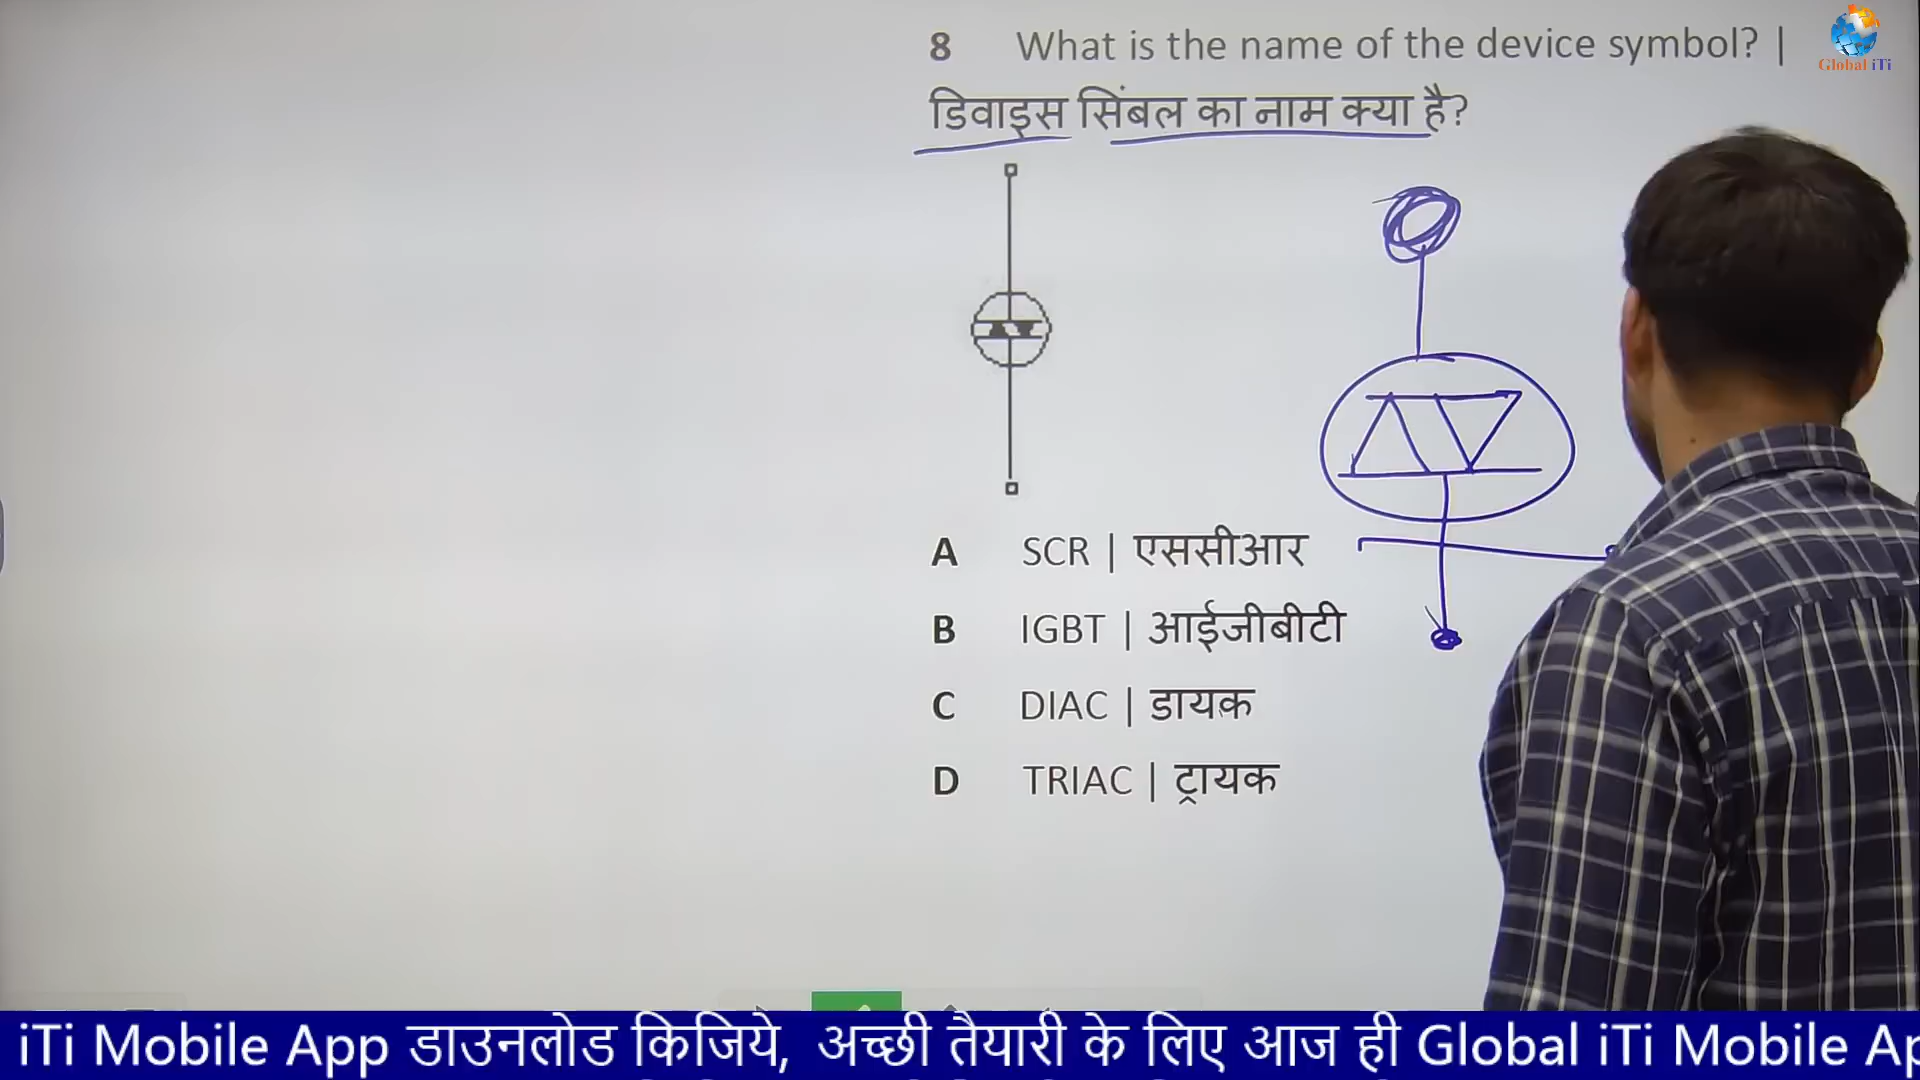 8 What is the name of the device symbol? |
डिवाइस सिंबल का नाम क्या है?
Global iTi
A SCR | एससीआर
B IGBT | आईजीबीटी
C DIAC | डायक
D TRIAC | ट्रायक
iTi Mobile App डाउनलोड किजिये, अच्छी तैयारी के लिए आज ही Global iTi Mobile Ap